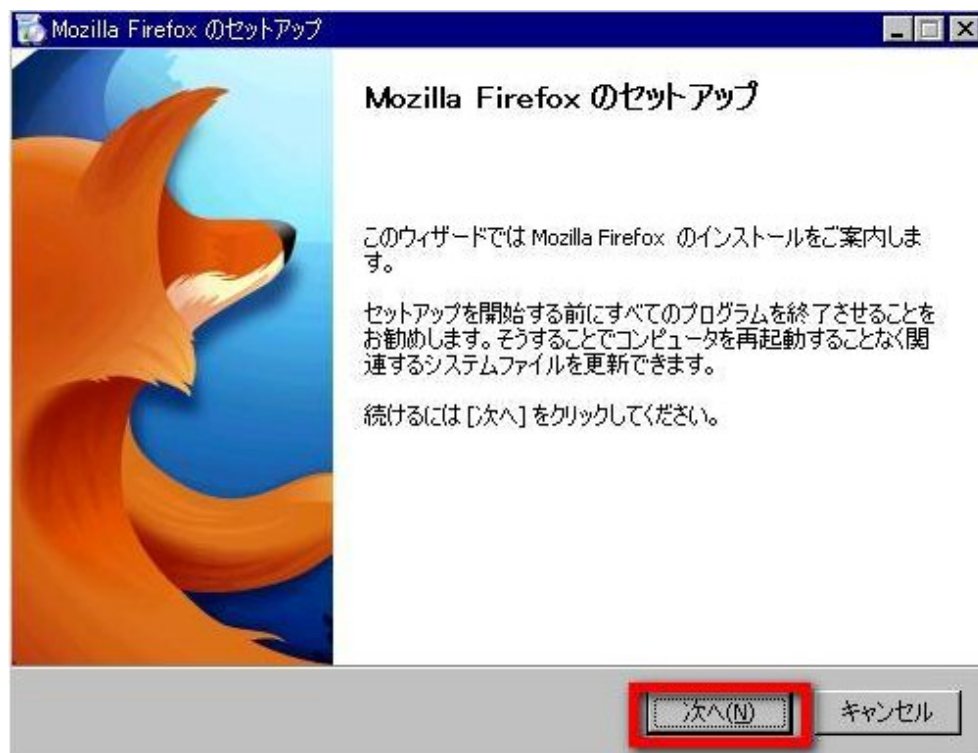 Mozilla Firefox のセットアップ
Mozilla Firefox のセットアップ
このウィザードでは Mozilla Firefox のインストールをご案内しま
す。
セットアップを開始する前にすべてのプログラムを終了させることを
お勧めします。そうすることでコンピュータを再起動することなく関
連するシステムファイルを更新できます。
続けるには [次へ] をクリックしてください。
次へ(N)
キャンセル